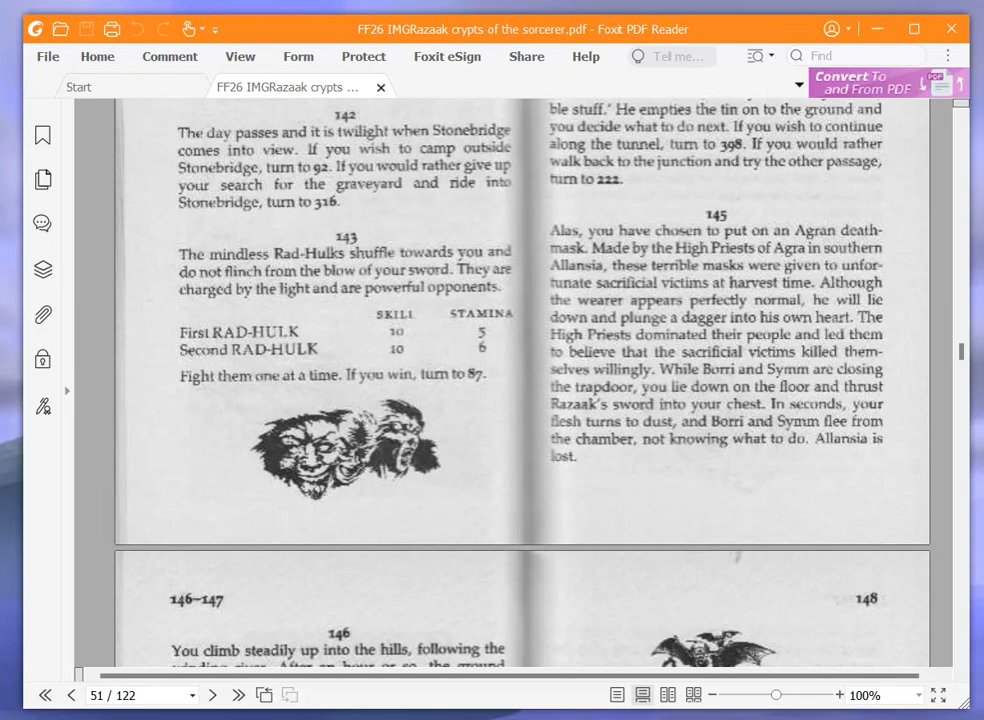 FF26 IMGRazaak crypts of the sorcerer.pdf - Foxit PDF Reader
File Home Comment View Form Protect Foxit eSign Share Help Tell me... Find
Start FF26 IMGRazaak crypts ... Convert To
and From PDF PDF
142
The day passes and it is twilight when Stonebridge
comes into view. If you wish to camp outside
Stonebridge, turn to 92. If you would rather give up
your search for the graveyard and ride into
Stonebridge, turn to 316.
143
The mindless Rad-Hulks shuffle towards you and
do not flinch from the blow of your sword. They are
charged by the light and are powerful opponents.
SKILL STAMINA
First RAD-HULK 10 5
Second RAD-HULK 10 6
Fight them one at a time. If you win, turn to 87.
ble stuff.' He empties the tin on to the ground and
you decide what to do next. If you wish to continue
along the tunnel, turn to 398. If you would rather
walk back to the junction and try the other passage,
turn to 222.
145
Alas, you have chosen to put on an Agran death-
mask. Made by the High Priests of Agra in southern
Allansia, these terrible masks were given to unfor-
tunate sacrificial victims at harvest time. Although
the wearer appears perfectly normal, he will lie
down and plunge a dagger into his own heart. The
High Priests dominated their people and led them
to believe that the sacrificial victims killed them-
selves willingly. While Borri and Symm are closing
the trapdoor, you lie down on the floor and thrust
Razaak's sword into your chest. In seconds, your
flesh turns to dust, and Borri and Symm flee from
the chamber, not knowing what to do. Allansia is
lost.
146–147
146
You climb steadily up into the hills, following the
winding river. After an hour or so, the ground
148
51 / 122 100%